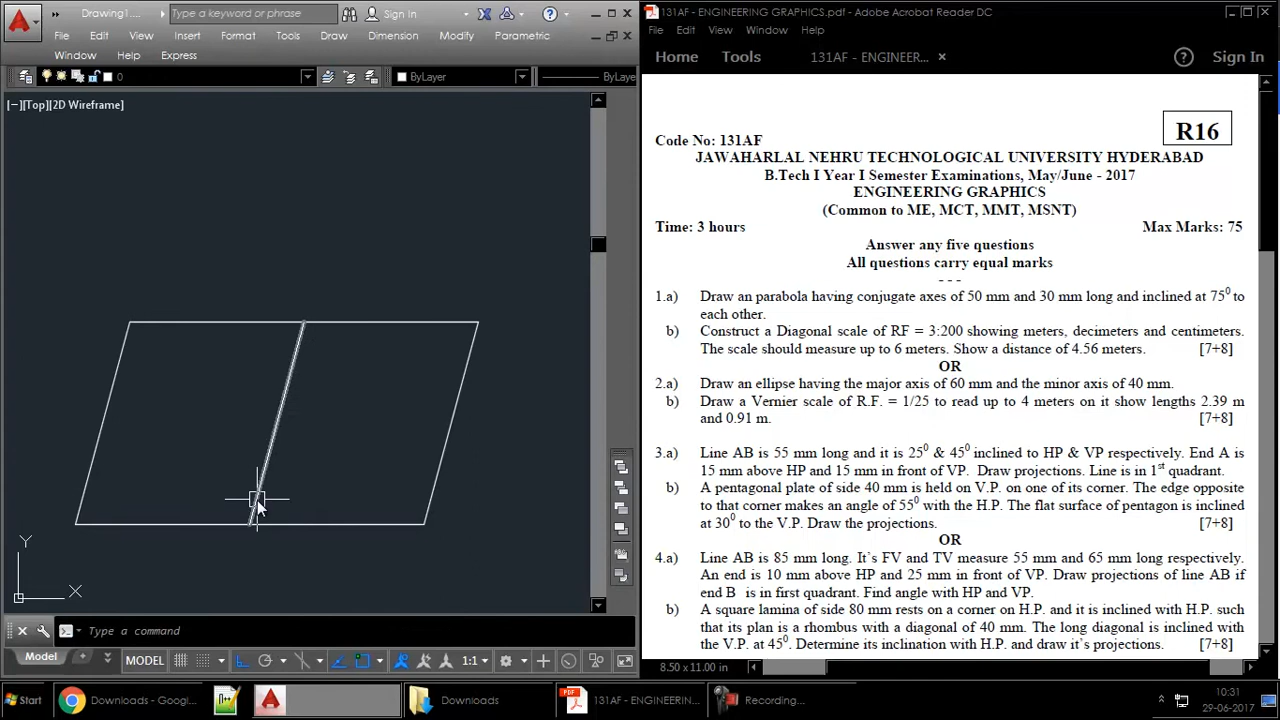 Drawing1....
Type a keyword or phrase
Sign In
File
Edit
View
Insert
Format
Tools
Draw
Dimension
Modify
Parametric
Window
Help
Express
0
ByLayer
ByLaye
[−][Top][2D Wireframe]
Y
X
Type a command
Model
MODEL
1:1
131AF - ENGINEERING GRAPHICS.pdf - Adobe Acrobat Reader DC
File Edit View Window Help
Home Tools 131AF - ENGINEER... Sign In
R16
Code No: 131AF
JAWAHARLAL NEHRU TECHNOLOGICAL UNIVERSITY HYDERABAD
B.Tech I Year I Semester Examinations, May/June - 2017
ENGINEERING GRAPHICS
(Common to ME, MCT, MMT, MSNT)
Time: 3 hours Max Marks: 75
Answer any five questions
All questions carry equal marks
- - -
1.a) Draw an parabola having conjugate axes of 50 mm and 30 mm long and inclined at 75⁰ to
each other.
b) Construct a Diagonal scale of RF = 3:200 showing meters, decimeters and centimeters.
The scale should measure up to 6 meters. Show a distance of 4.56 meters. [7+8]
OR
2.a) Draw an ellipse having the major axis of 60 mm and the minor axis of 40 mm.
b) Draw a Vernier scale of R.F. = 1/25 to read up to 4 meters on it show lengths 2.39 m
and 0.91 m. [7+8]
3.a) Line AB is 55 mm long and it is 25⁰ & 45⁰ inclined to HP & VP respectively. End A is
15 mm above HP and 15 mm in front of VP. Draw projections. Line is in 1ˢᵗ quadrant.
b) A pentagonal plate of side 40 mm is held on V.P. on one of its corner. The edge opposite
to that corner makes an angle of 55⁰ with the H.P. The flat surface of pentagon is inclined
at 30⁰ to the V.P. Draw the projections. [7+8]
OR
4.a) Line AB is 85 mm long. It's FV and TV measure 55 mm and 65 mm long respectively.
An end is 10 mm above HP and 25 mm in front of VP. Draw projections of line AB if
end B is in first quadrant. Find angle with HP and VP.
b) A square lamina of side 80 mm rests on a corner on H.P. and it is inclined with H.P. such
that its plan is a rhombus with a diagonal of 40 mm. The long diagonal is inclined with
the V.P. at 45⁰. Determine its inclination with H.P. and draw it's projections. [7+8]
8.50 x 11.00 in
Start
Downloads - Googl...
Downloads
131AF - ENGINEERIN...
Recording...
10:31
29-06-2017